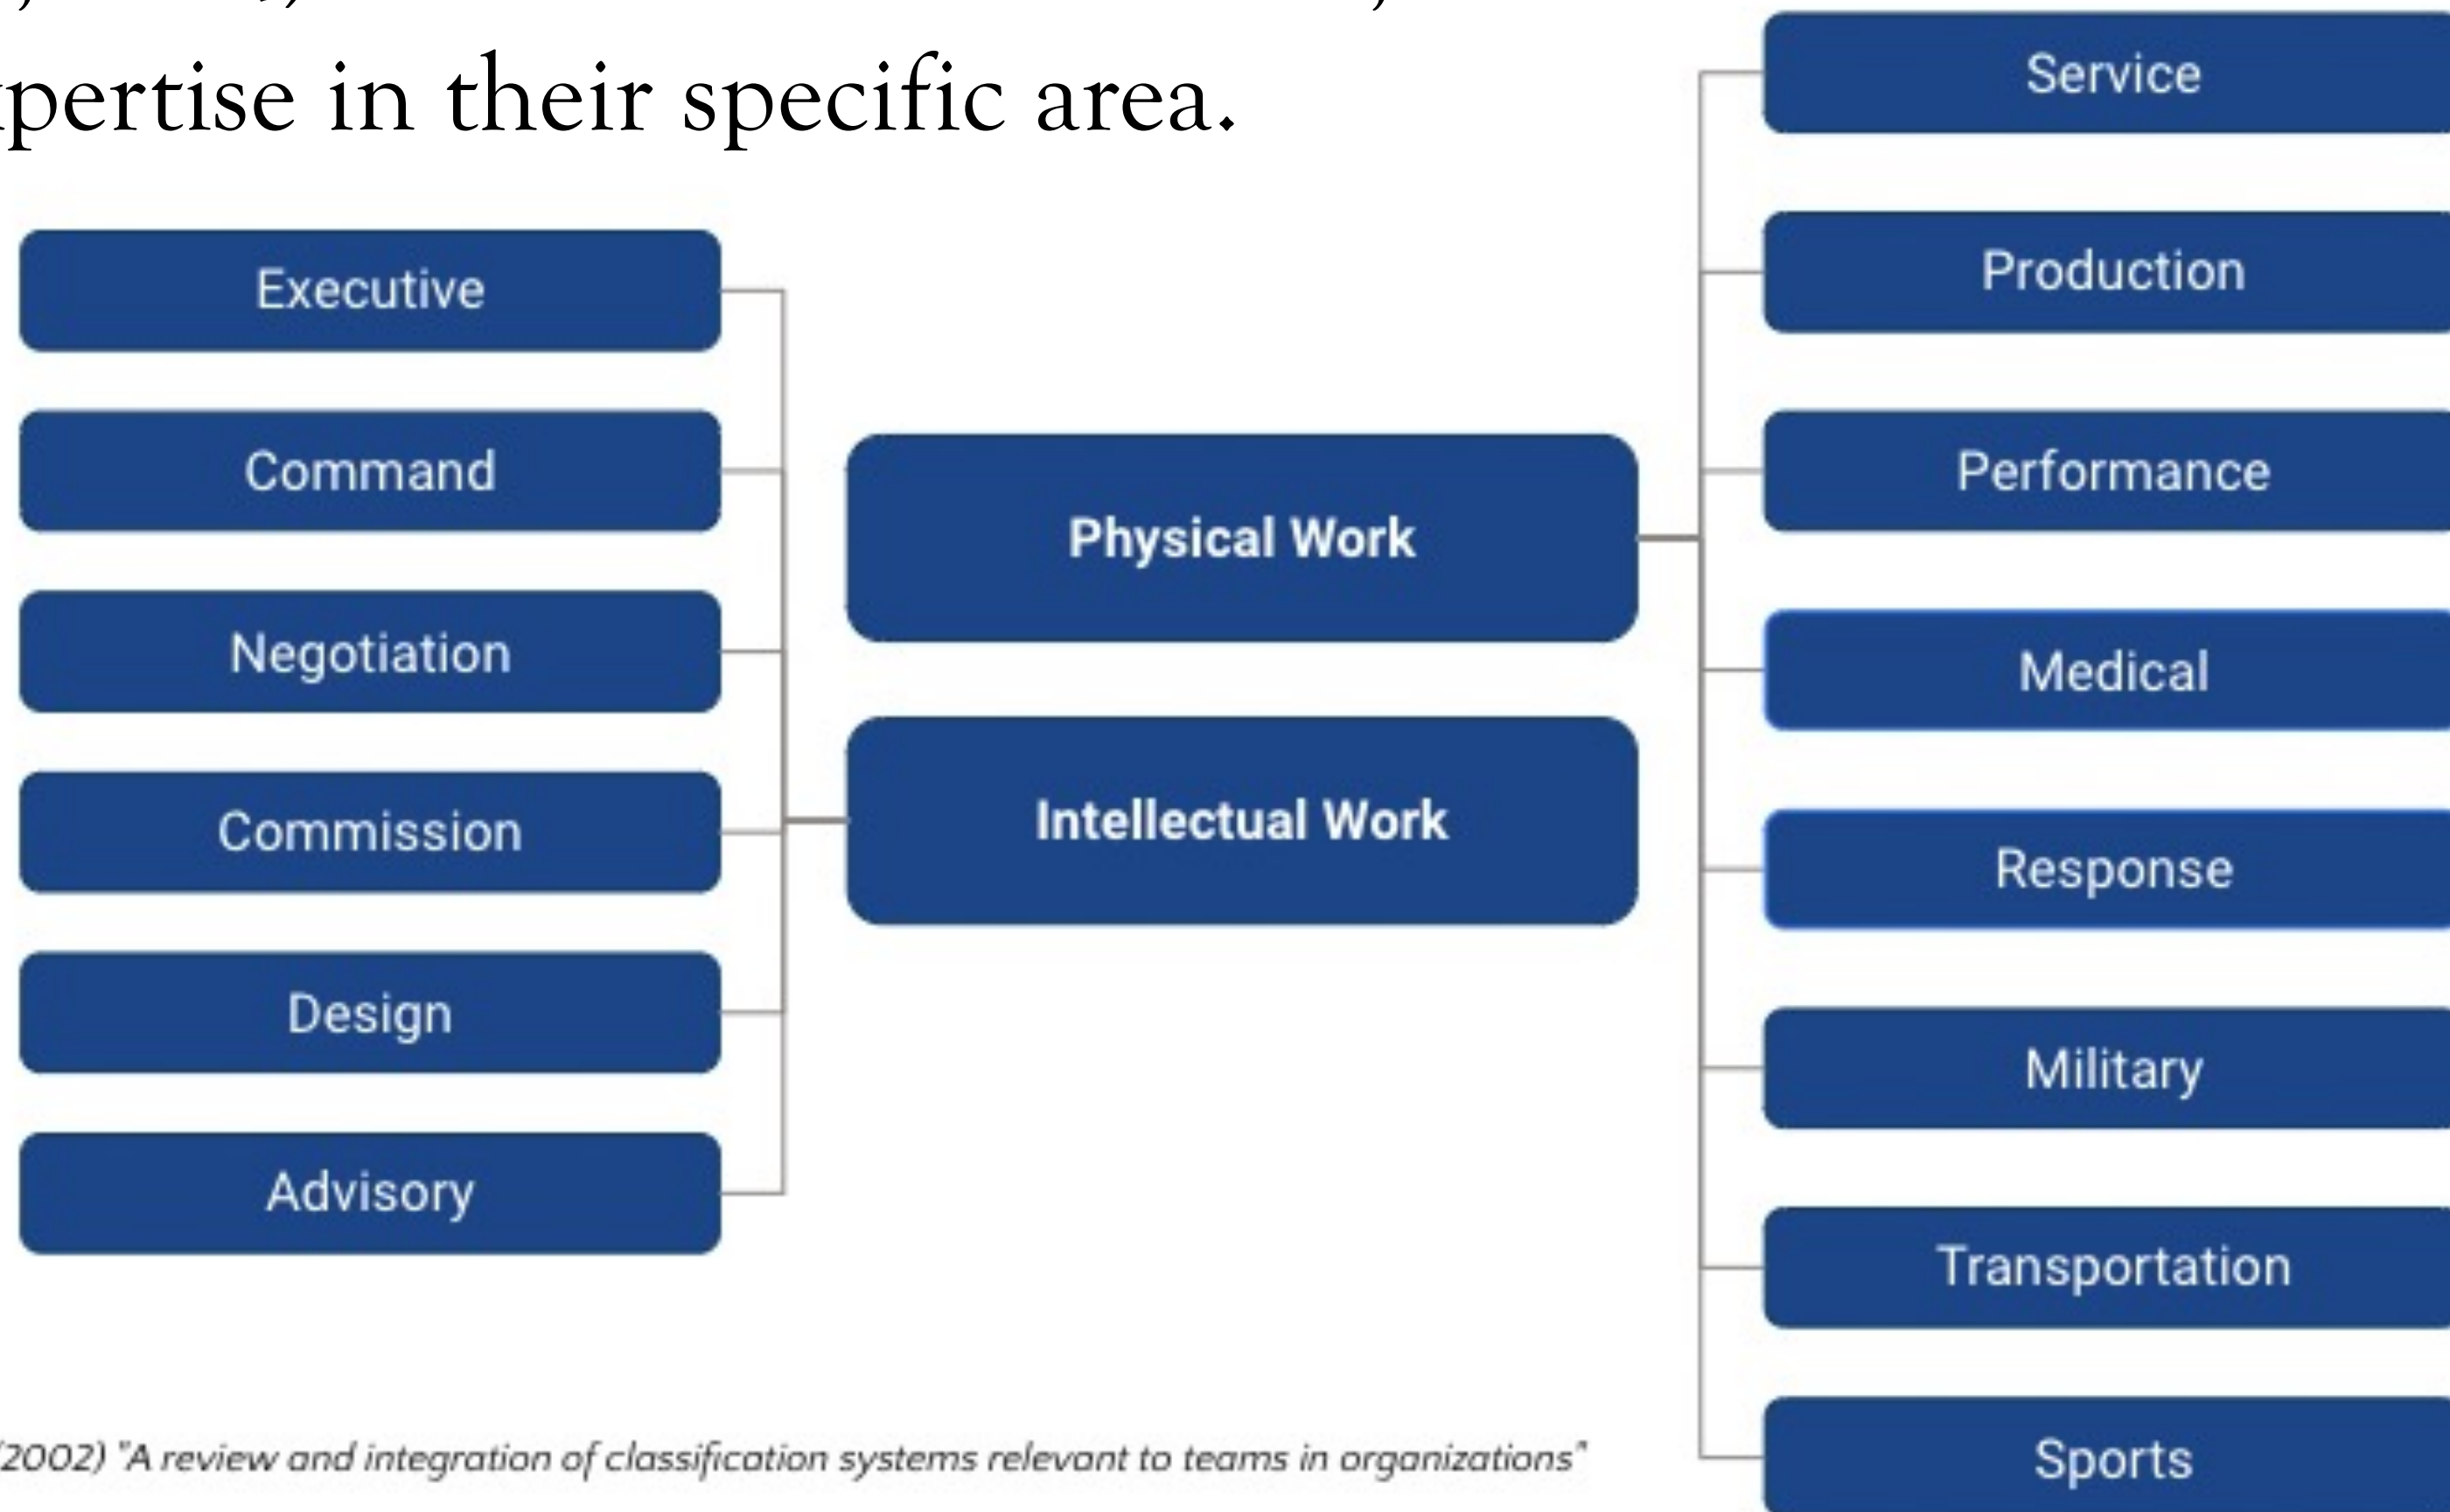 pertise in their specific area.
Executive
Command
Negotiation
Commission
Design
Advisory
Physical Work
Intellectual Work
Service
Production
Performance
Medical
Response
Military
Transportation
Sports
(2002) "A review and integration of classification systems relevant to teams in organizations"